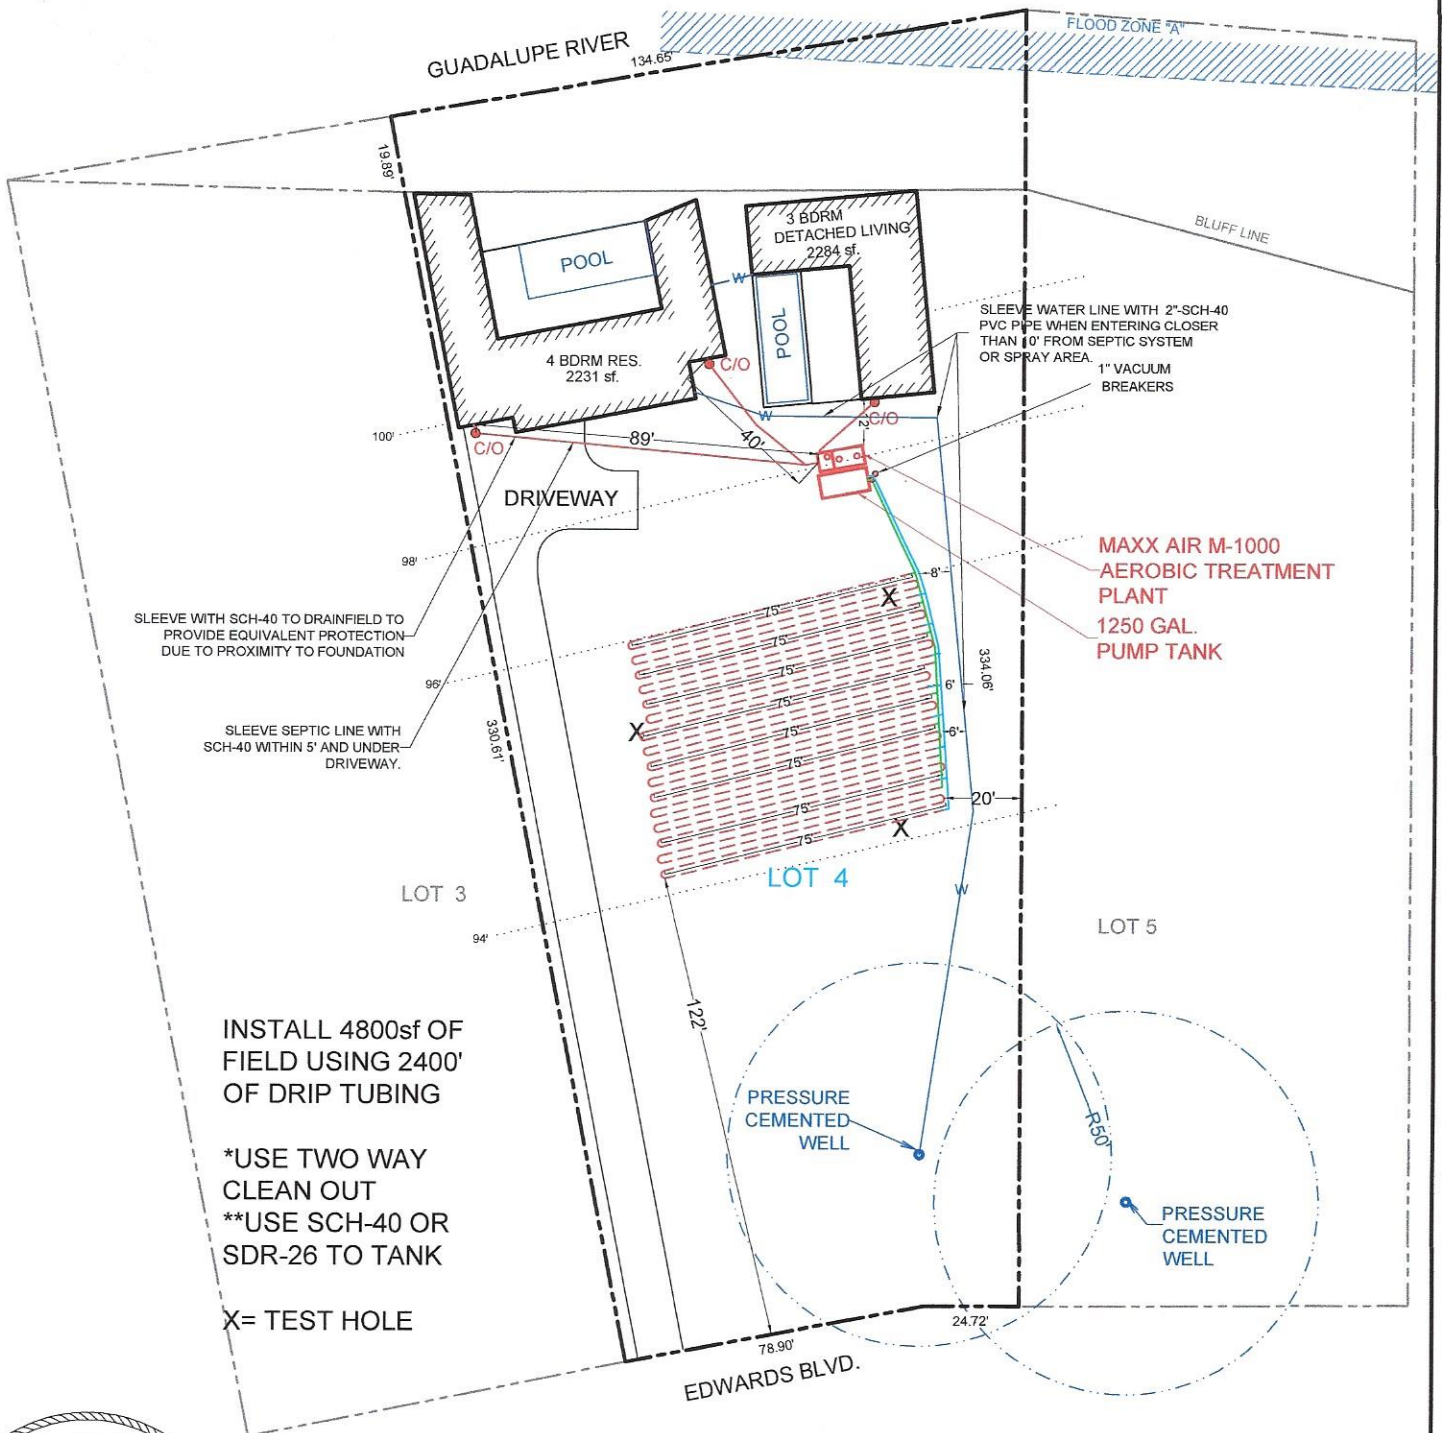 FLOOD ZONE "A"
GUADALUPE RIVER
134.65'
19.89'
BLUFF LINE
POOL
3 BDRM
DETACHED LIVING
2284 sf.
W
POOL
SLEEVE WATER LINE WITH 2"-SCH-40
PVC PIPE WHEN ENTERING CLOSER
THAN 10' FROM SEPTIC SYSTEM
OR SPRAY AREA.
4 BDRM RES.
2231 sf.
C/O
1" VACUUM
BREAKERS
W
C/O
100'
C/O
89'
40'
2'
DRIVEWAY
98'
MAXX AIR M-1000
AEROBIC TREATMENT
PLANT
1250 GAL.
PUMP TANK
8'
X
75'
75'
75'
75'
75'
75'
75'
75'
SLEEVE WITH SCH-40 TO DRAINFIELD TO
PROVIDE EQUIVALENT PROTECTION
DUE TO PROXIMITY TO FOUNDATION
96'
6'
334.06'
X
6'
330.61'
SLEEVE SEPTIC LINE WITH
SCH-40 WITHIN 5' AND UNDER
DRIVEWAY.
20'
X
LOT 4
LOT 3
W
LOT 5
94'
122'
INSTALL 4800sf OF
FIELD USING 2400'
OF DRIP TUBING
*USE TWO WAY
CLEAN OUT
**USE SCH-40 OR
SDR-26 TO TANK
X= TEST HOLE
PRESSURE
CEMENTED
WELL
R50'
PRESSURE
CEMENTED
WELL
24.72'
78.90'
EDWARDS BLVD.